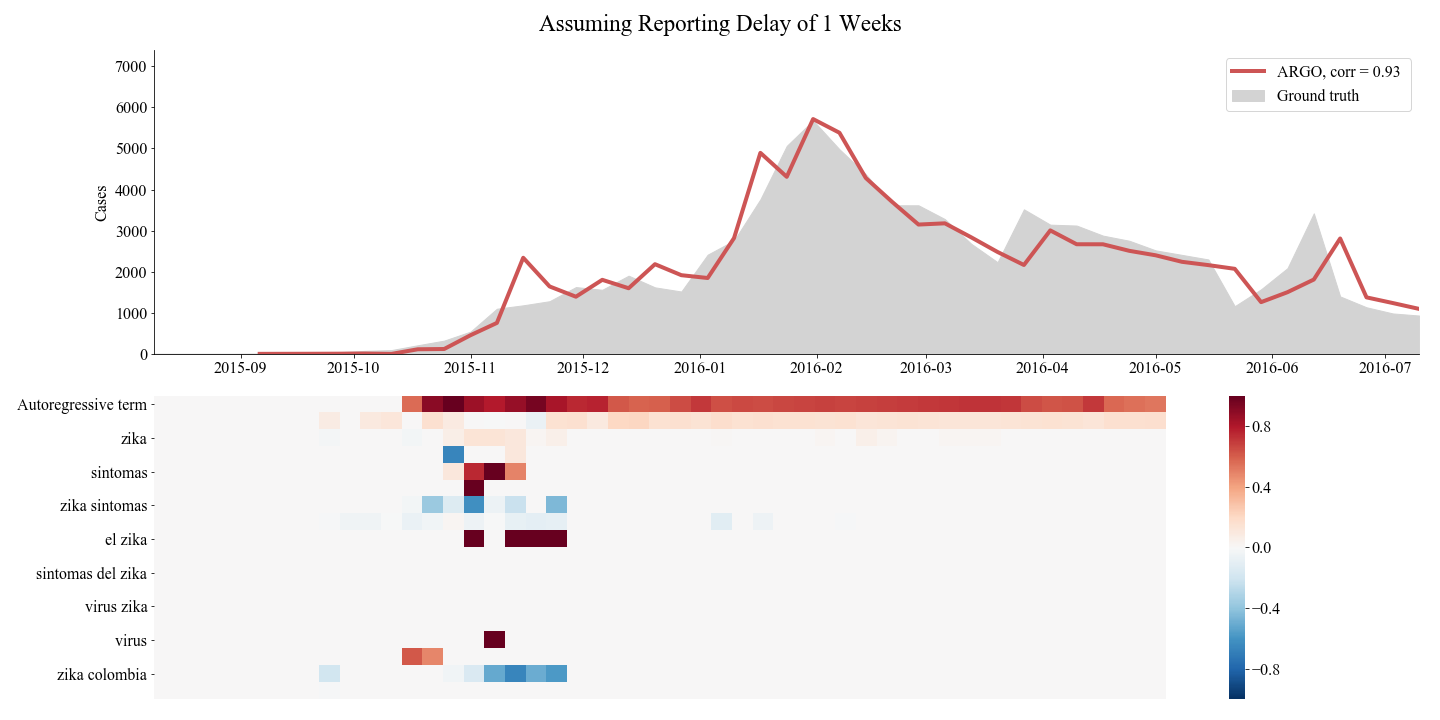 Assuming Reporting Delay of 1 Weeks
7000
6000
5000
4000
3000
2000
1000
0
Cases
ARGO, corr = 0.93
Ground truth
2015-09 2015-10 2015-11 2015-12 2016-01 2016-02 2016-03 2016-04 2016-05 2016-06 2016-07
Autoregressive term
zika
sintomas
zika sintomas
el zika
sintomas del zika
virus zika
virus
zika colombia
0.8
0.4
0.0
−0.4
−0.8